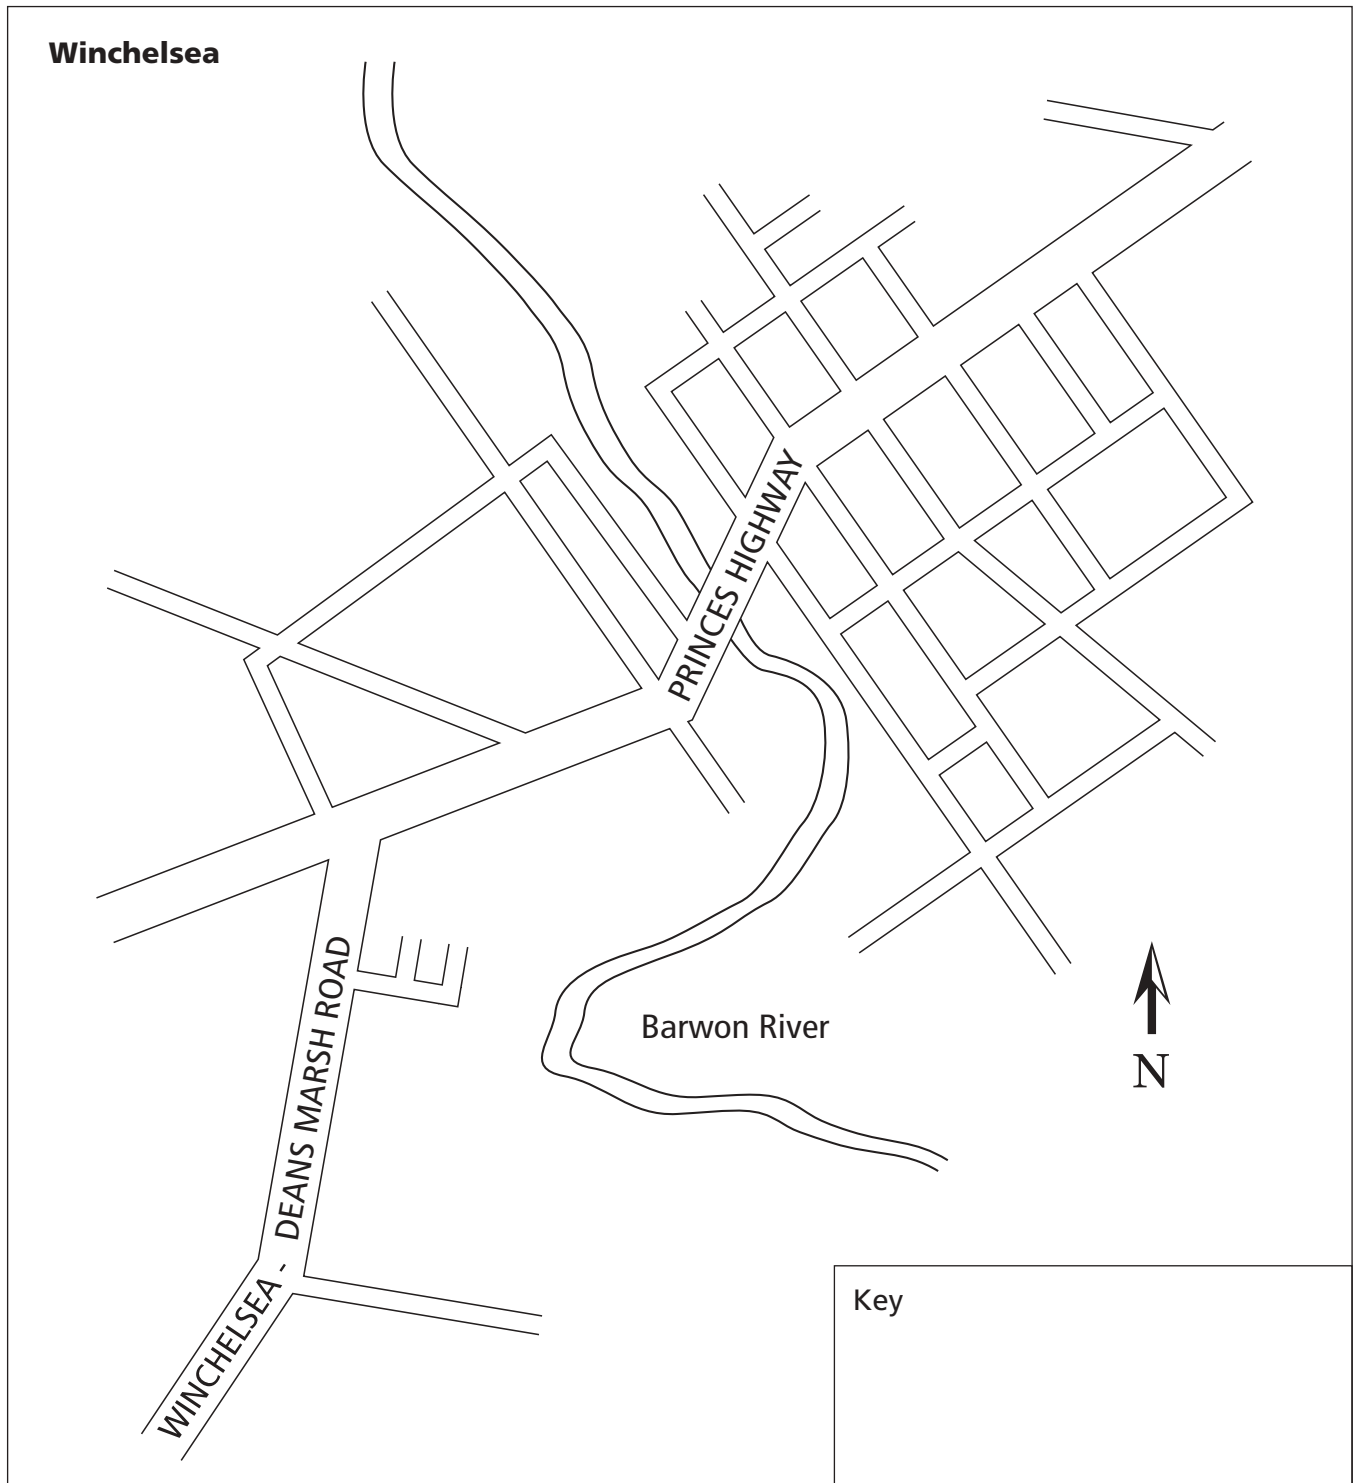 Winchelsea
PRINCES HIGHWAY
WINCHELSEA - DEANS MARSH ROAD
Barwon River
N
Key